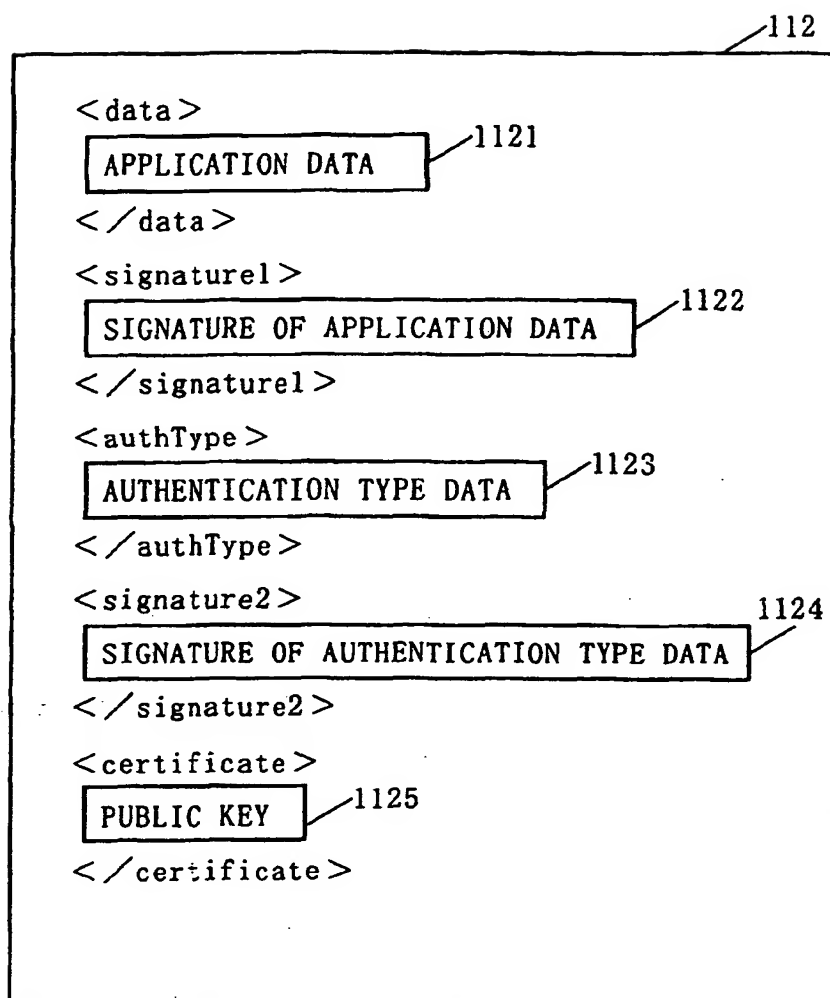 112
<data>
APPLICATION DATA 1121
</data>
<signature1>
SIGNATURE OF APPLICATION DATA 1122
</signature1>
<authType>
AUTHENTICATION TYPE DATA 1123
</authType>
<signature2>
SIGNATURE OF AUTHENTICATION TYPE DATA 1124
</signature2>
<certificate>
PUBLIC KEY 1125
</certificate>